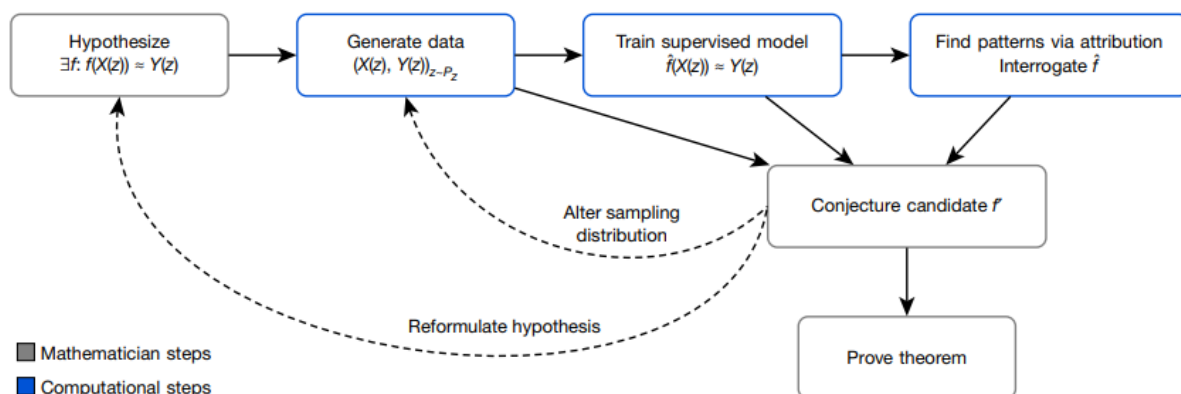 Hypothesize
∃f: f(X(z)) ≈ Y(z)
Generate data
(X(z), Y(z))z~Pz
Train supervised model
f̂(X(z)) ≈ Y(z)
Find patterns via attribution
Interrogate f̂
Alter sampling
distribution
Conjecture candidate f′
Reformulate hypothesis
Prove theorem
Mathematician steps
Computational steps